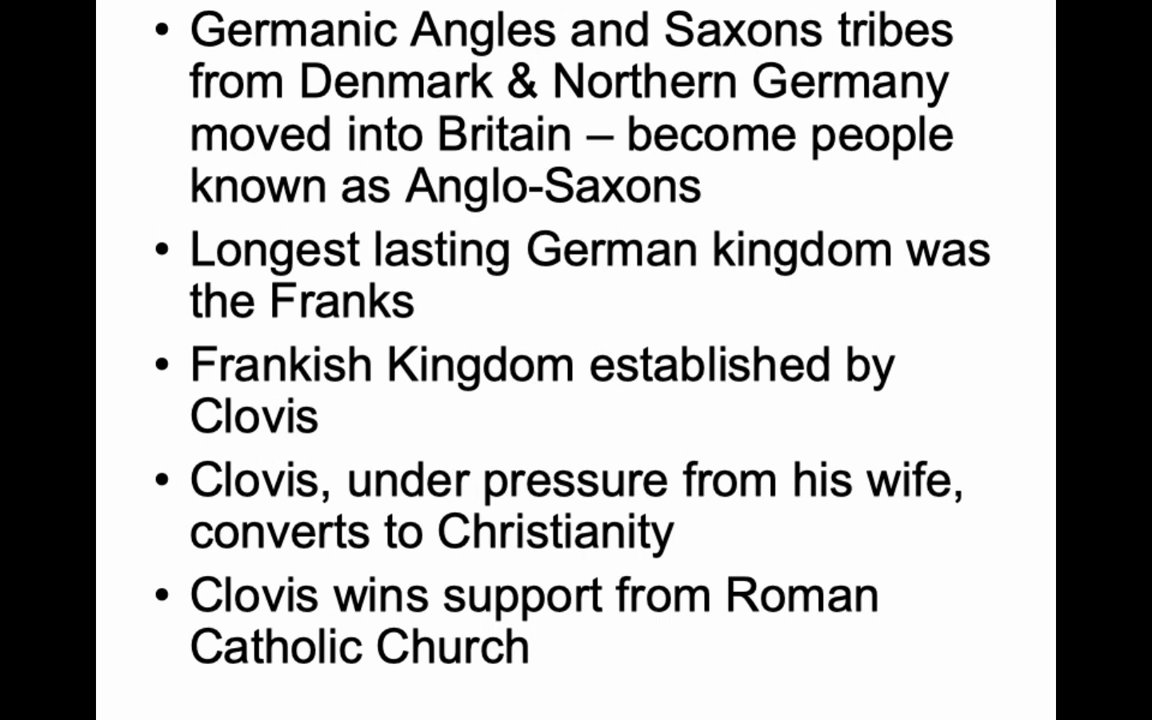 • Germanic Angles and Saxons tribes
from Denmark & Northern Germany
moved into Britain – become people
known as Anglo-Saxons
• Longest lasting German kingdom was
the Franks
• Frankish Kingdom established by
Clovis
• Clovis, under pressure from his wife,
converts to Christianity
• Clovis wins support from Roman
Catholic Church